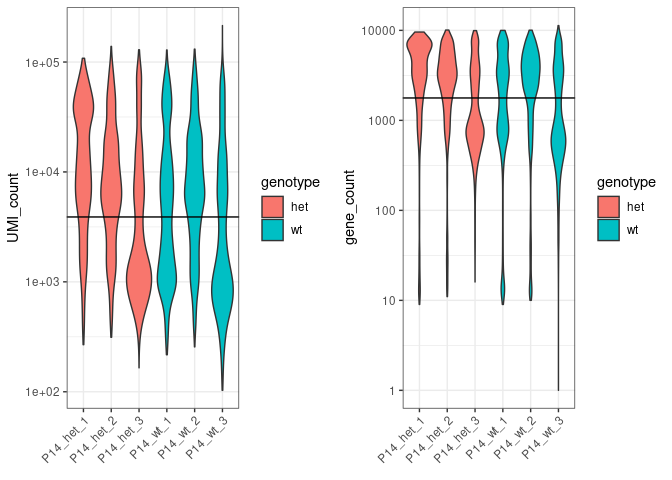 UMI_count
1e+05
1e+04
1e+03
1e+02
P14_het_1
P14_het_2
P14_het_3
P14_wt_1
P14_wt_2
P14_wt_3
genotype
het
wt
gene_count
10000
1000
100
10
1
P14_het_1
P14_het_2
P14_het_3
P14_wt_1
P14_wt_2
P14_wt_3
genotype
het
wt